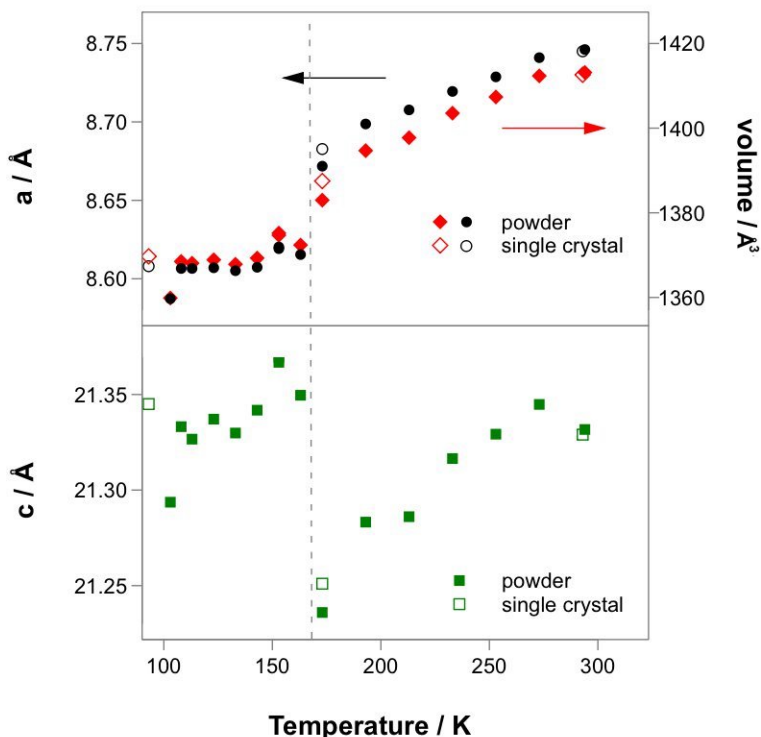 8.75
8.70
8.65
8.60
a / Å
1420
1400
1380
1360
volume / Å³
powder
single crystal
21.35
21.30
21.25
c / Å
powder
single crystal
100 150 200 250 300
Temperature / K